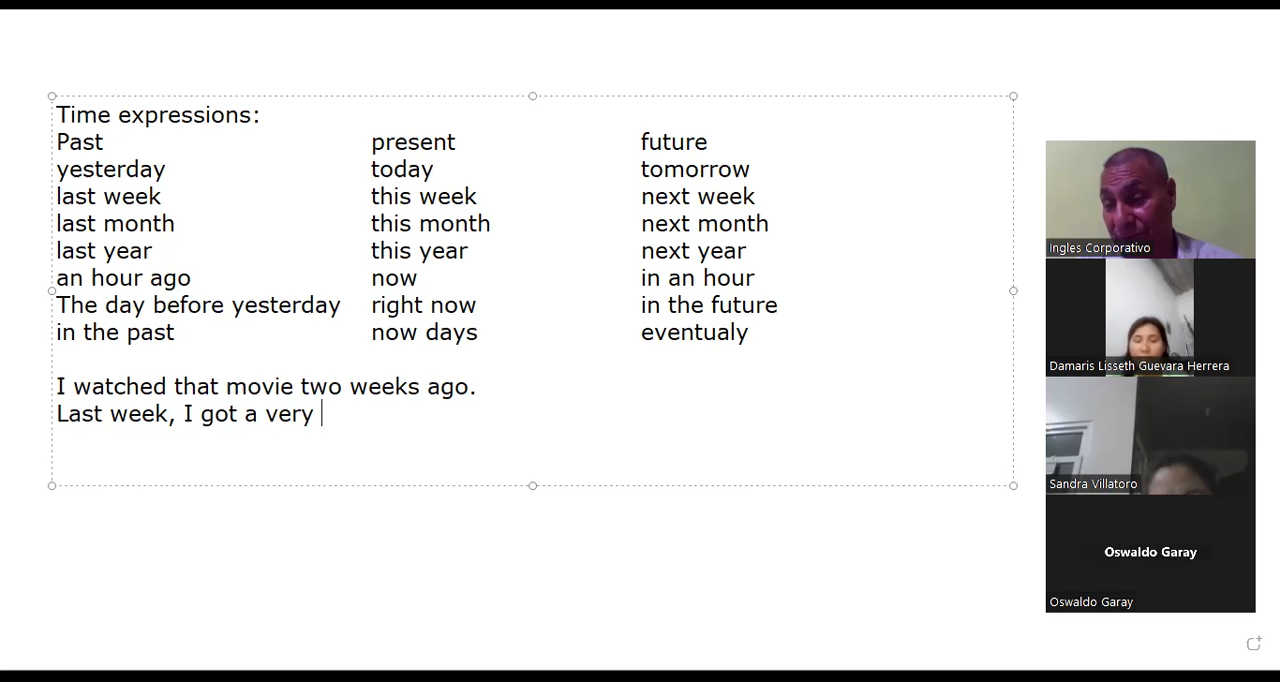 Time expressions:
Past present future
yesterday today tomorrow
last week this week next week
last month this month next month
last year this year next year
an hour ago now in an hour
The day before yesterday right now in the future
in the past now days eventualy
I watched that movie two weeks ago.
Last week, I got a very
Ingles Corporativo
Damaris Lisseth Guevara Herrera
Sandra Villatoro
Oswaldo Garay
Oswaldo Garay